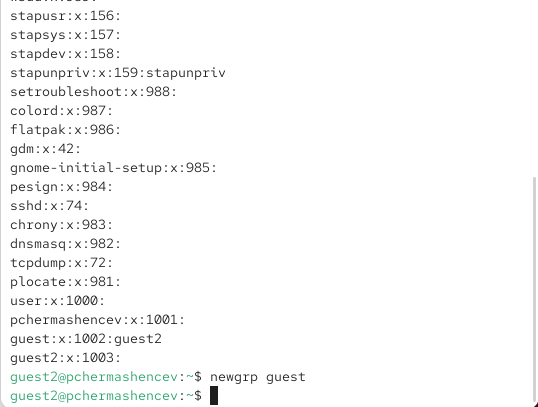 stapusr:x:156:
stapsys:x:157:
stapdev:x:158:
stapunpriv:x:159:stapunpriv
setroubleshoot:x:988:
colord:x:987:
flatpak:x:986:
gdm:x:42:
gnome-initial-setup:x:985:
pesign:x:984:
sshd:x:74:
chrony:x:983:
dnsmasq:x:982:
tcpdump:x:72:
plocate:x:981:
user:x:1000:
pchermashencev:x:1001:
guest:x:1002:guest2
guest2:x:1003:
guest2@pchermashencev:~$ newgrp guest
guest2@pchermashencev:~$